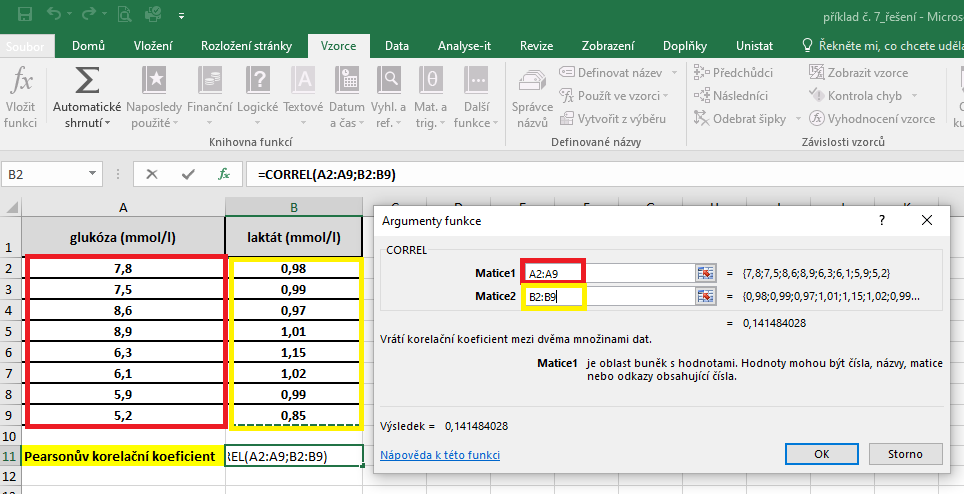 příklad č. 7_řešení - Microso
Soubor Domů Vložení Rozložení stránky Vzorce Data Analyse-it Revize Zobrazení Doplňky Unistat Řekněte mi, co chcete uděla
fx
Vložit funkci
Automatické shrnutí
Naposledy použité
Finanční
Logické
Textové
Datum a čas
Vyhl. a ref.
Mat. a trig.
Další funkce
Knihovna funkcí
Správce názvů
Definovat název
Použít ve vzorci
Vytvořit z výběru
Definované názvy
Předchůdci
Následníci
Odebrat šipky
Zobrazit vzorce
Kontrola chyb
Vyhodnocení vzorce
Závislosti vzorců
B2 fx =CORREL(A2:A9;B2:B9)
A B
1 glukóza (mmol/l) laktát (mmol/l)
2 7,8 0,98
3 7,5 0,99
4 8,6 0,97
5 8,9 1,01
6 6,3 1,15
7 6,1 1,02
8 5,9 0,99
9 5,2 0,85
10
11 Pearsonův korelační koeficient REL(A2:A9;B2:B9)
12
Argumenty funkce ?
CORREL
Matice1 A2:A9 = {7,8;7,5;8,6;8,9;6,3;6,1;5,9;5,2}
Matice2 B2:B9 = {0,98;0,99;0,97;1,01;1,15;1,02;0,99...
= 0,141484028
Vrátí korelační koeficient mezi dvěma množinami dat.
Matice1 je oblast buněk s hodnotami. Hodnoty mohou být čísla, názvy, matice
nebo odkazy obsahující čísla.
Výsledek = 0,141484028
Nápověda k této funkci
OK Storno